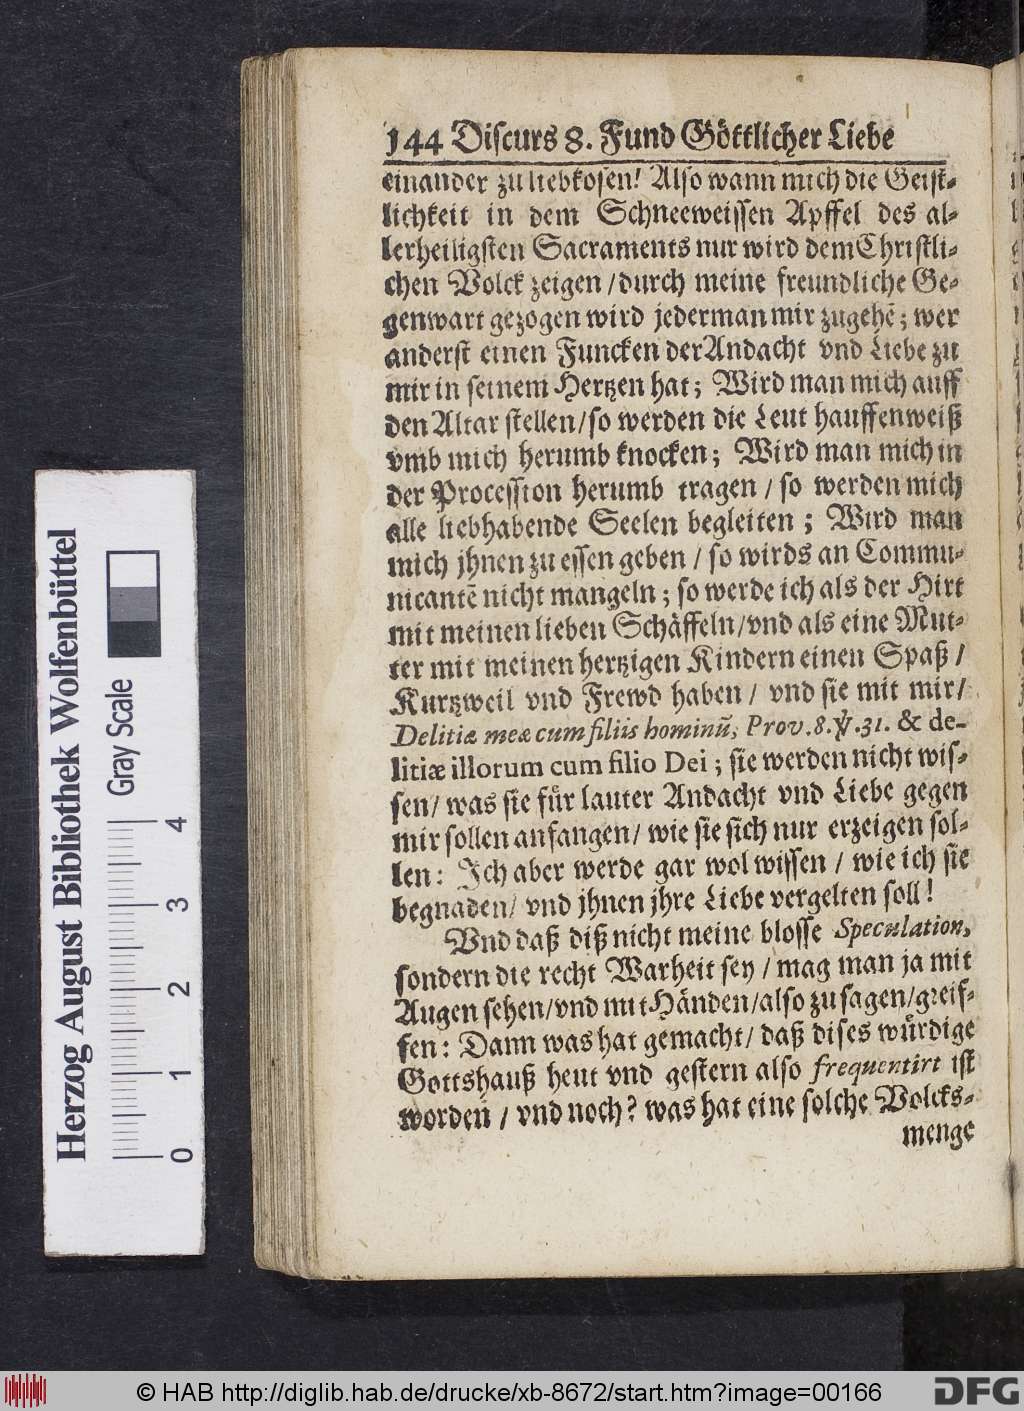 144 Discurs 8. Fund Göttlicher Liebe
einander zu liebkosen! Also wann mich die Geist-
lichkeit in dem Schneeweissen Apffel des al-
lerheiligsten Sacraments nur wird dem Christli-
chen Volck zeigen / durch meine freundliche Ge-
genwart gezogen wird jederman mir zugehẽ; wer
anderst einen Funcken der Andacht vnd Liebe zu
mir in seinem Hertzen hat; Wird man mich auff
den Altar stellen / so werden die Leut hauffenweiß
vmb mich herumb knocken; Wird man mich in
der Procession herumb tragen / so werden mich
alle liebhabende Seelen begleiten; Wird man
mich jhnen zu essen geben / so wirds an Commu-
nicantẽ nicht mangeln; so werde ich als der Hirt
mit meinen lieben Schäffeln / vnd als eine Mut-
ter mit meinen hertzigen Kindern einen Spaß /
Kurtzweil vnd Frewd haben / vnd sie mit mir /
Delitiæ meæ cum filiis hominũ, Prov. 8. ℣. 31. & de-
litiæ illorum cum filio Dei; sie werden nicht wis-
sen / was sie für lauter Andacht vnd Liebe gegen
mir sollen anfangen / wie sie sich nur erzeigen sol-
len: Ich aber werde gar wol wissen / wie ich sie
begnaden / vnd jhnen jhre Liebe vergelten soll!
Vnd daß diß nicht meine blosse Speculation,
sondern die recht Warheit sey / mag man ja mit
Augen sehen / vnd mit Händen / also zu sagen / greif-
fen: Dann was hat gemacht / daß dises würdige
Gottshauß heut vnd gestern also frequentirt ist
worden / vnd noch? was hat eine solche Volcks-
menge
Herzog August Bibliothek Wolfenbüttel
Gray Scale
0 1 2 3 4
© HAB http://diglib.hab.de/drucke/xb-8672/start.htm?image=00166
DFG